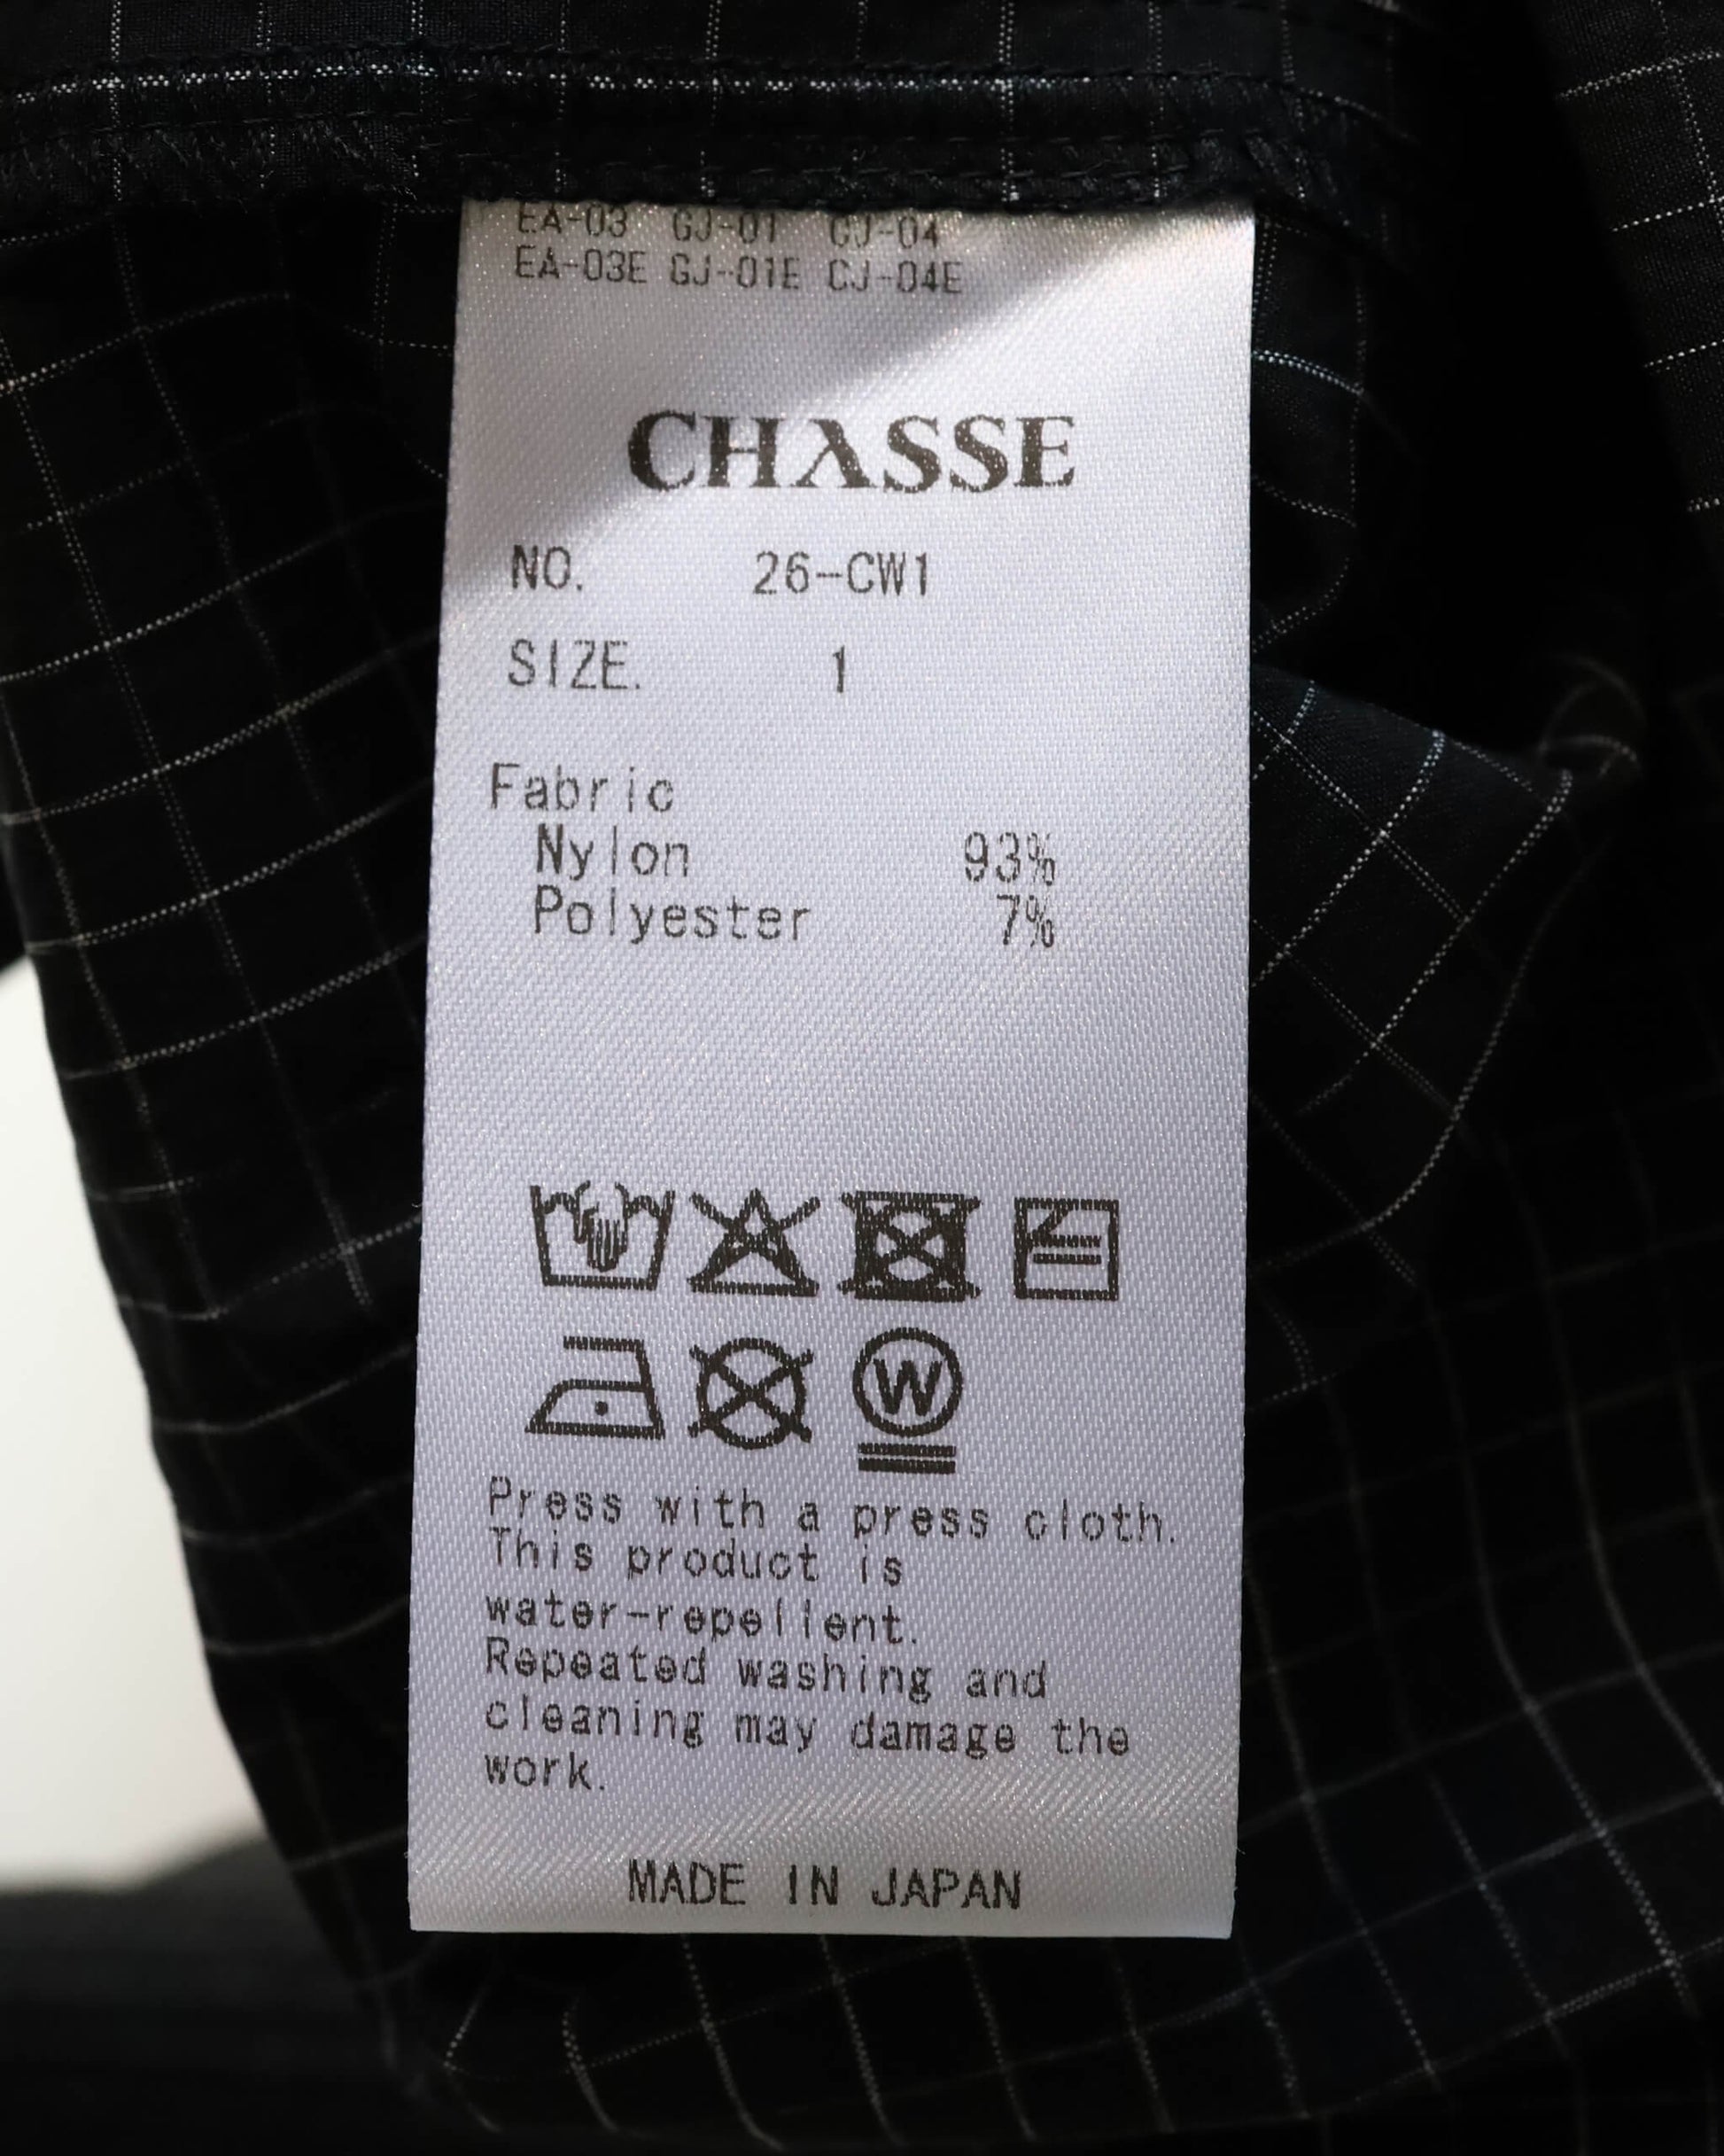 EA-03 GJ-01 CJ-04
EA-03E GJ-01E CJ-04E
CHASSE
NO. 26-CW1
SIZE. 1
Fabric
Nylon 93%
Polyester 7%
W
Press with a press cloth.
This product is
water-repellent.
Repeated washing and
cleaning may damage the
work.
MADE IN JAPAN